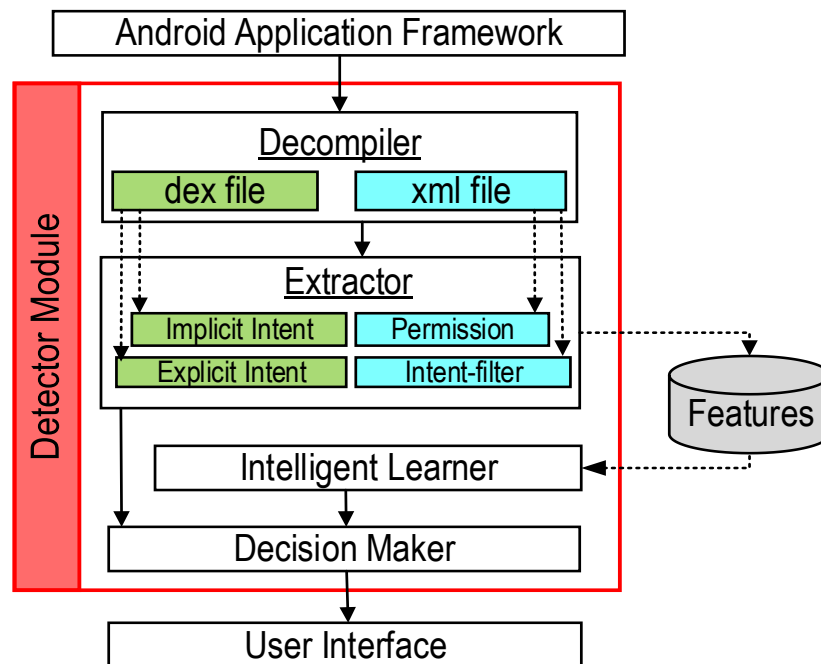 Android Application Framework
Detector Module
Decompiler
dex file
xml file
Extractor
Implicit Intent
Permission
Explicit Intent
Intent-filter
Features
Intelligent Learner
Decision Maker
User Interface